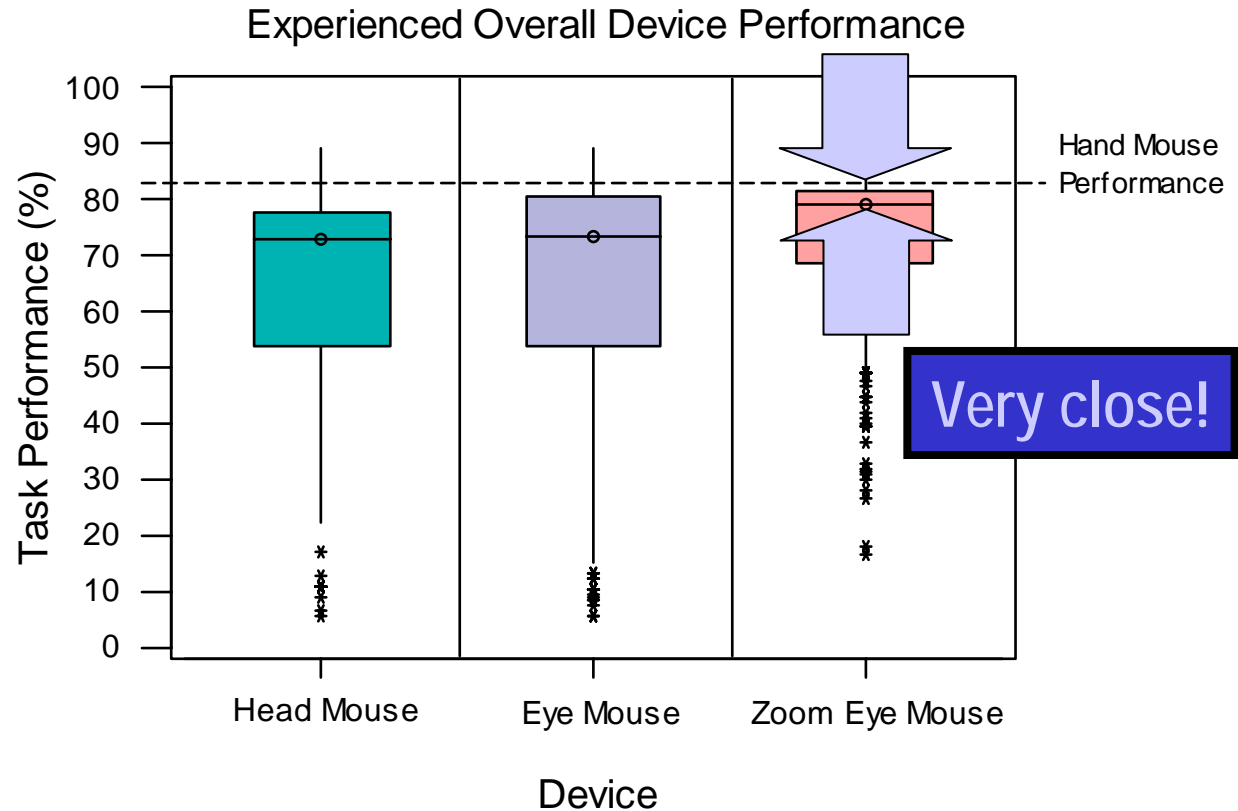 Experienced Overall Device Performance
Task Performance (%)
100
90
80
70
60
50
40
30
20
10
0
Hand Mouse
Performance
Very close!
Head Mouse
Eye Mouse
Zoom Eye Mouse
Device